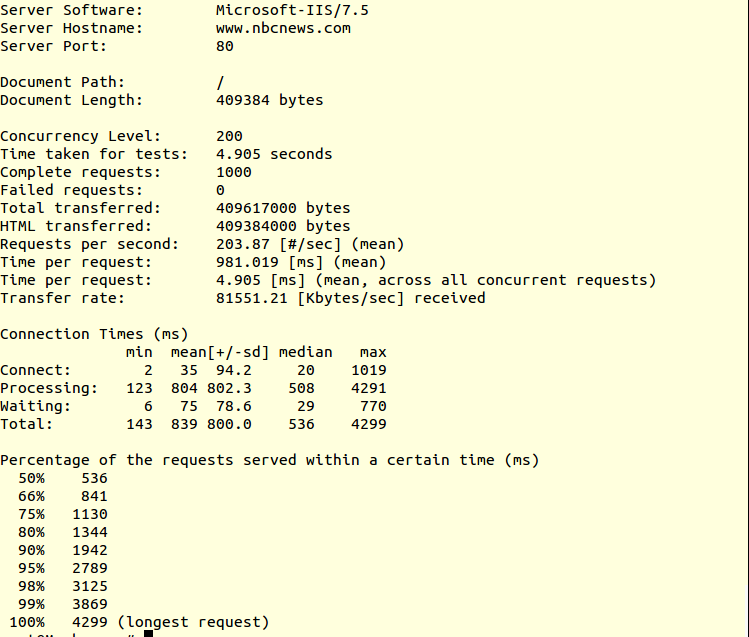 Server Software:        Microsoft-IIS/7.5
Server Hostname:        www.nbcnews.com
Server Port:            80
Document Path:          /
Document Length:        409384 bytes
Concurrency Level:      200
Time taken for tests:   4.905 seconds
Complete requests:      1000
Failed requests:        0
Total transferred:      409617000 bytes
HTML transferred:       409384000 bytes
Requests per second:    203.87 [#/sec] (mean)
Time per request:       981.019 [ms] (mean)
Time per request:       4.905 [ms] (mean, across all concurrent requests)
Transfer rate:          81551.21 [Kbytes/sec] received
Connection Times (ms)
              min  mean[+/-sd] median   max
Connect:        2   35  94.2     20    1019
Processing:   123  804 802.3    508    4291
Waiting:        6   75  78.6     29     770
Total:        143  839 800.0    536    4299
Percentage of the requests served within a certain time (ms)
  50%    536
  66%    841
  75%   1130
  80%   1344
  90%   1942
  95%   2789
  98%   3125
  99%   3869
 100%   4299 (longest request)